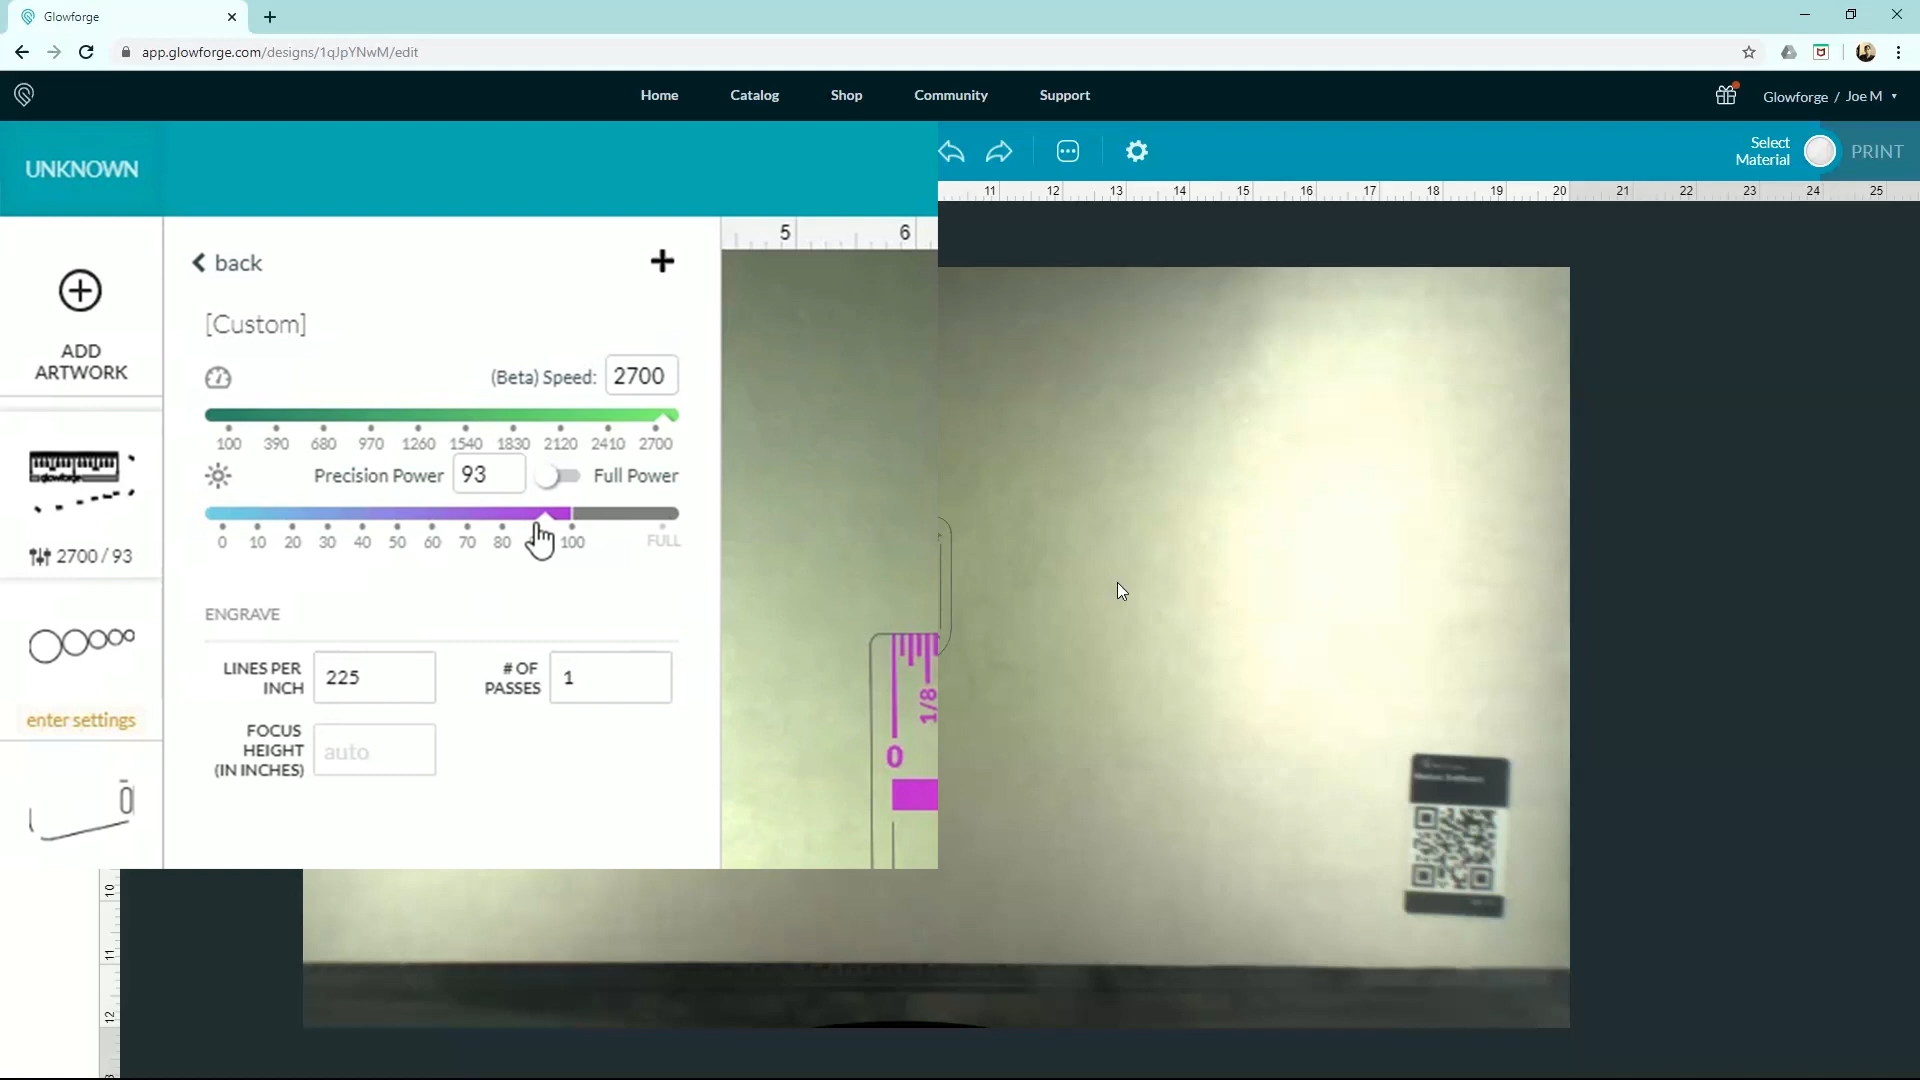 Glowforge
app.glowforge.com/designs/1qJpYNwM/edit
Home Catalog Shop Community Support
Glowforge / Joe M
UNKNOWN
Select
Material
PRINT
11 12 13 14 15 16 17 18 19 20 21 22 23 24 25
5 6
back
[Custom]
ADD
ARTWORK
(Beta) Speed: 2700
100 390 680 970 1260 1540 1830 2120 2410 2700
Precision Power 93 Full Power
0 10 20 30 40 50 60 70 80 100 FULL
glowforge
2700 / 93
ENGRAVE
LINES PER
INCH
225
# OF
PASSES
1
enter settings
FOCUS
HEIGHT
(IN INCHES)
auto
1/8
0
10
11
12